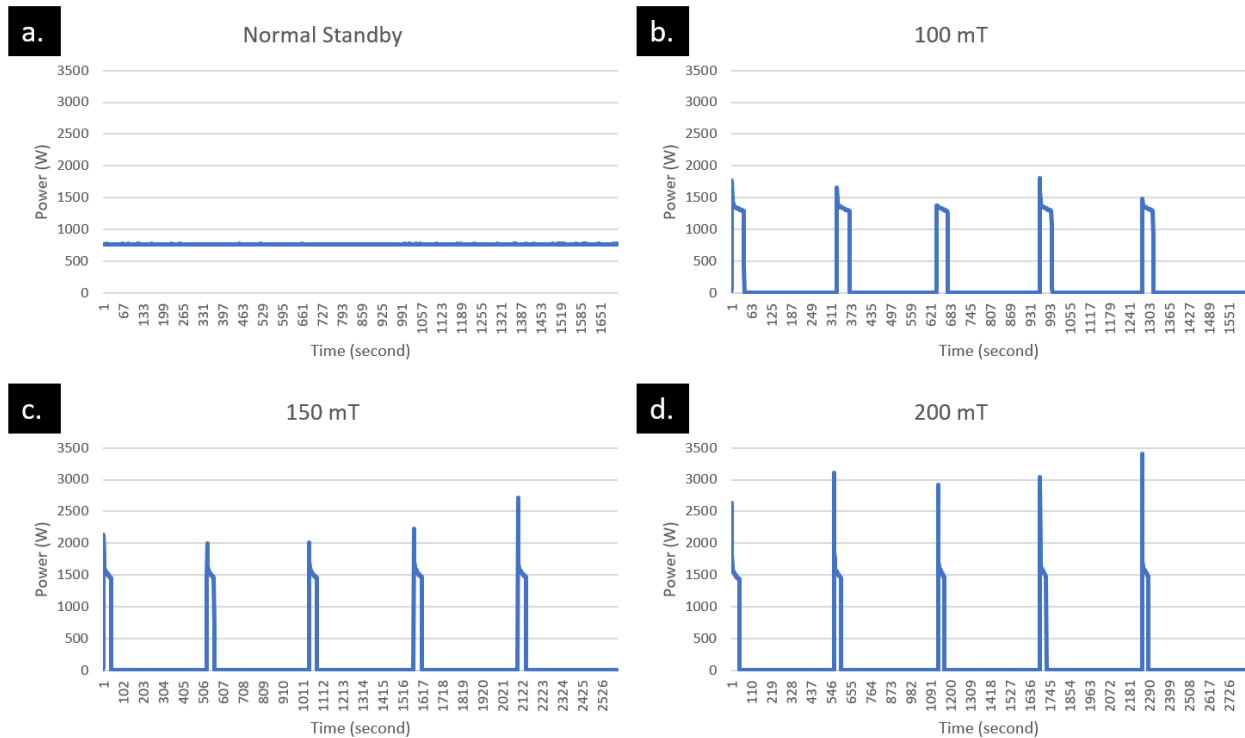 a.
Normal Standby
3500
3000
2500
2000
1500
1000
500
0
Power (W)
1 67 133 199 265 331 397 463 529 595 661 727 793 859 925 991 1057 1123 1189 1255 1321 1387 1453 1519 1585 1651
Time (second)
b.
100 mT
3500
3000
2500
2000
1500
1000
500
0
Power (W)
1 63 125 187 249 311 373 435 497 559 621 683 745 807 869 931 993 1055 1117 1179 1241 1303 1365 1427 1489 1551
Time (second)
c.
150 mT
3500
3000
2500
2000
1500
1000
500
0
Power (W)
1 102 203 304 405 506 607 708 809 910 1011 1112 1213 1314 1415 1516 1617 1718 1819 1920 2021 2122 2223 2324 2425 2526
Time (second)
d.
200 mT
3500
3000
2500
2000
1500
1000
500
0
Power (W)
1 110 219 328 437 546 655 764 873 982 1091 1200 1309 1418 1527 1636 1745 1854 1963 2072 2181 2290 2399 2508 2617 2726
Time (second)